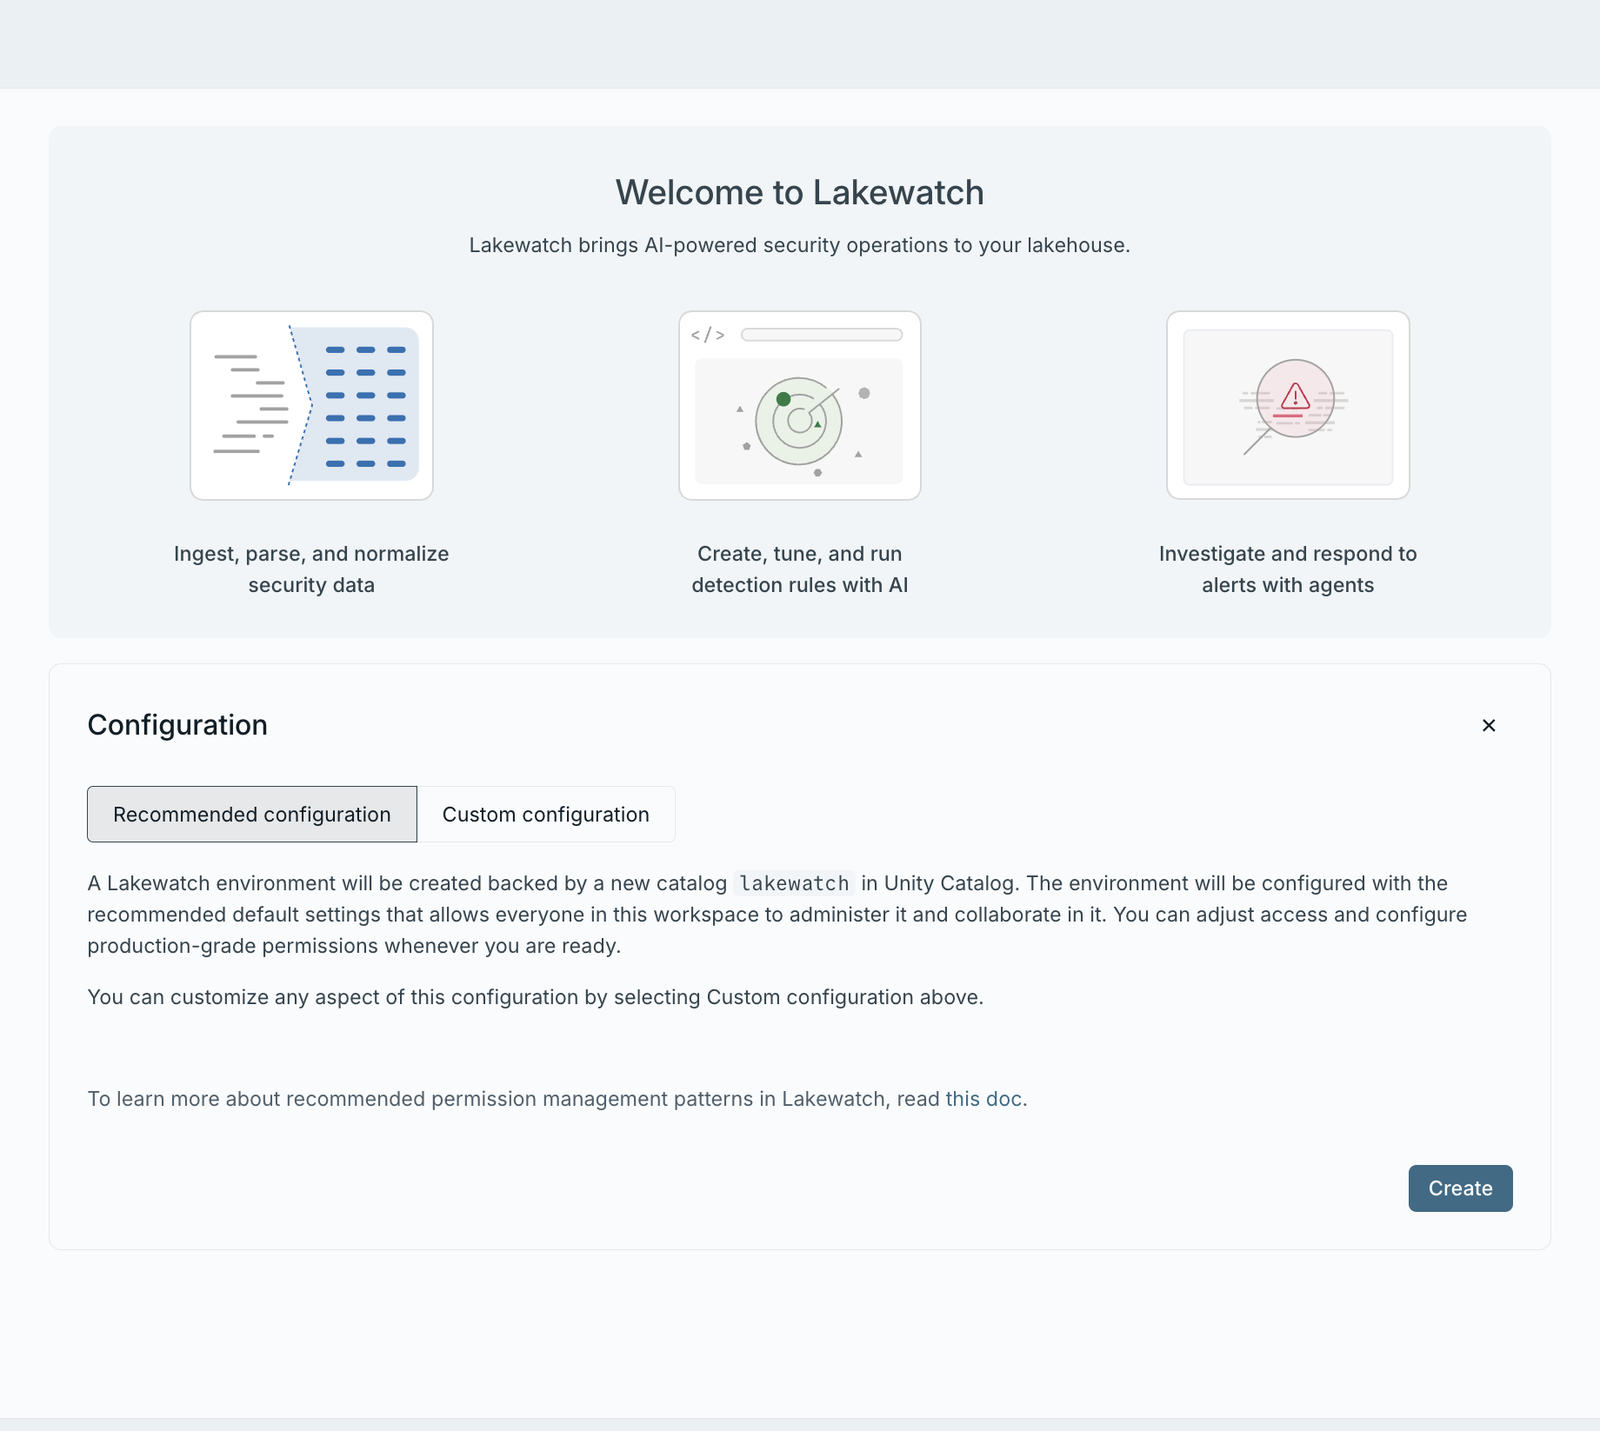 Welcome to Lakewatch
Lakewatch brings AI-powered security operations to your lakehouse.
</>
Ingest, parse, and normalize
security data
Create, tune, and run
detection rules with AI
Investigate and respond to
alerts with agents
Configuration
Recommended configuration
Custom configuration
A Lakewatch environment will be created backed by a new catalog lakewatch in Unity Catalog. The environment will be configured with the
recommended default settings that allows everyone in this workspace to administer it and collaborate in it. You can adjust access and configure
production-grade permissions whenever you are ready.
You can customize any aspect of this configuration by selecting Custom configuration above.
To learn more about recommended permission management patterns in Lakewatch, read this doc.
Create